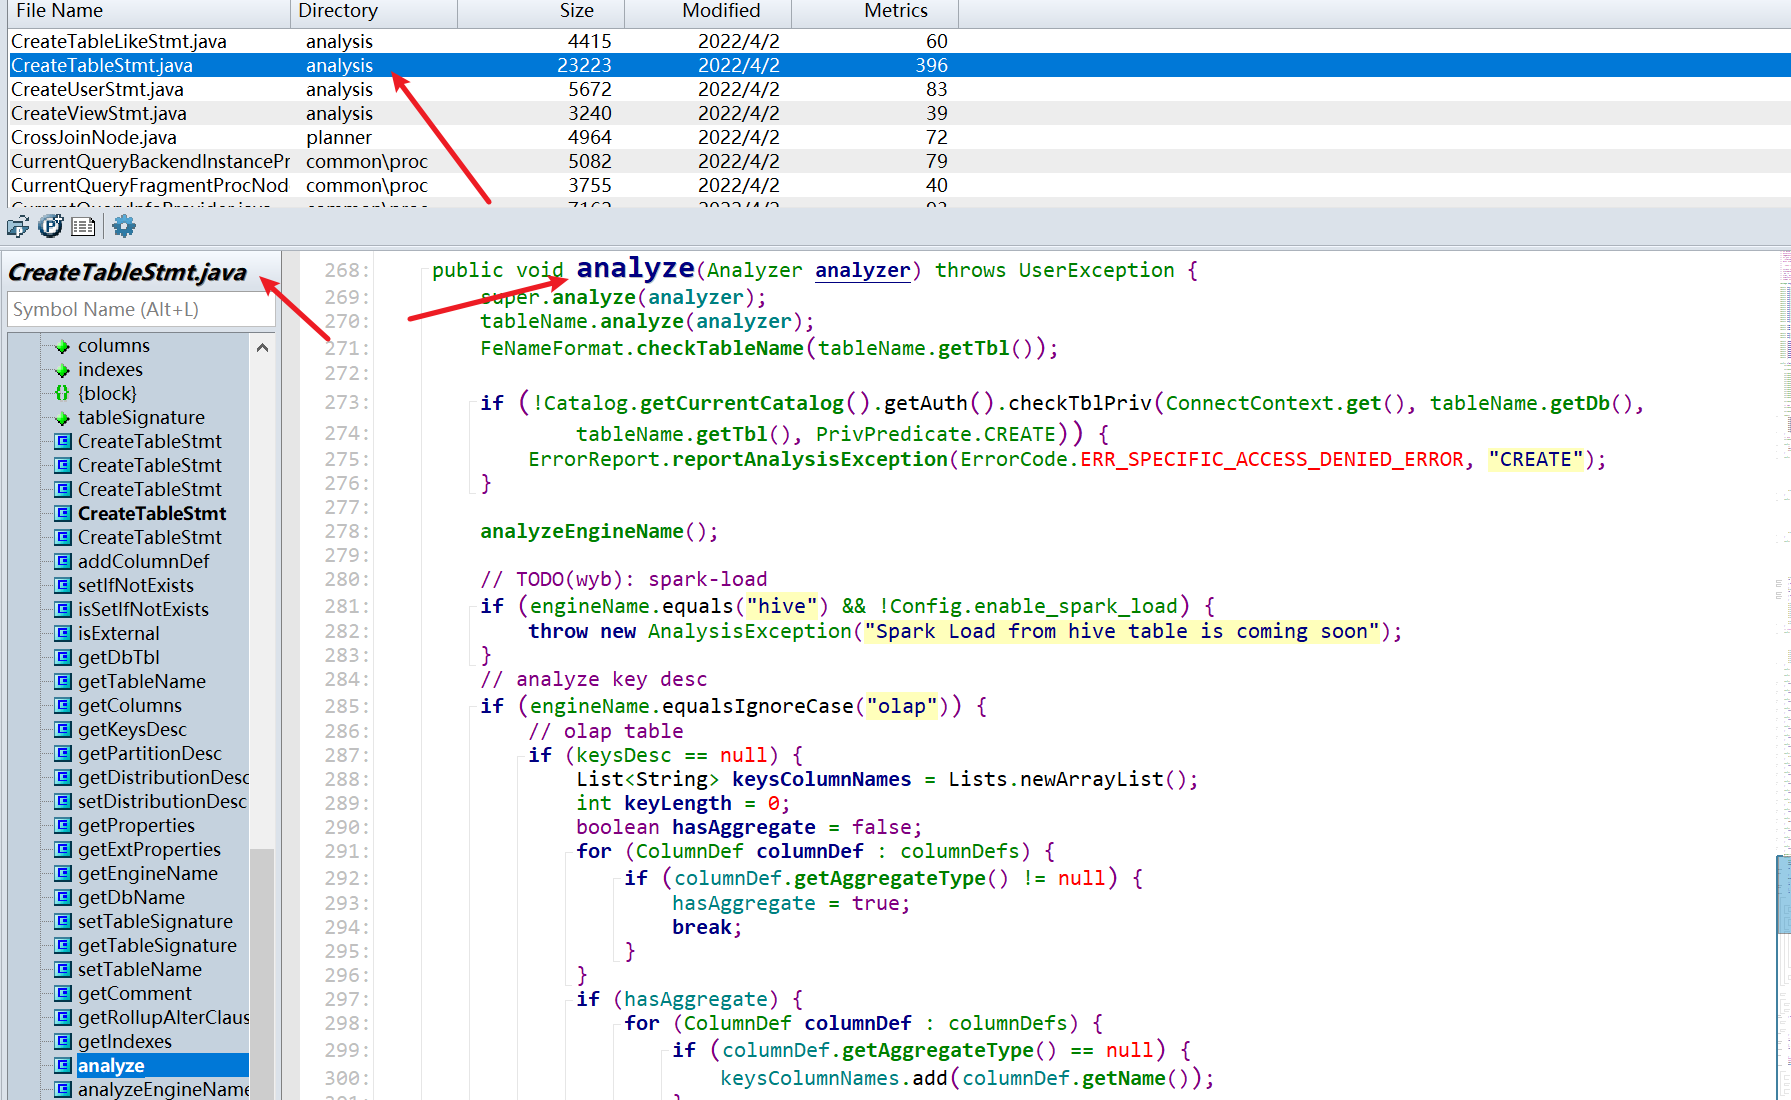 File Name Directory Size Modified Metrics
CreateTableLikeStmt.java analysis 4415 2022/4/2 60
CreateTableStmt.java analysis 23223 2022/4/2 396
CreateUserStmt.java analysis 5672 2022/4/2 83
CreateViewStmt.java analysis 3240 2022/4/2 39
CrossJoinNode.java planner 4964 2022/4/2 72
CurrentQueryBackendInstancePr common\proc 5082 2022/4/2 79
CurrentQueryFragmentProcNod common\proc 3755 2022/4/2 40
CreateTableStmt.java
Symbol Name (Alt+L)
columns
indexes
{block}
tableSignature
CreateTableStmt
CreateTableStmt
CreateTableStmt
CreateTableStmt
CreateTableStmt
addColumnDef
setIfNotExists
isSetIfNotExists
isExternal
getDbTbl
getTableName
getColumns
getKeysDesc
getPartitionDesc
getDistributionDesc
setDistributionDesc
getProperties
getExtProperties
getEngineName
getDbName
setTableSignature
getTableSignature
setTableName
getComment
getRollupAlterClaus
getIndexes
analyze
analyzeEngineName
268: public void analyze(Analyzer analyzer) throws UserException {
269: super.analyze(analyzer);
270: tableName.analyze(analyzer);
271: FeNameFormat.checkTableName(tableName.getTbl());
272:
273: if (!Catalog.getCurrentCatalog().getAuth().checkTblPriv(ConnectContext.get(), tableName.getDb(),
274: tableName.getTbl(), PrivPredicate.CREATE)) {
275: ErrorReport.reportAnalysisException(ErrorCode.ERR_SPECIFIC_ACCESS_DENIED_ERROR, "CREATE");
276: }
277:
278: analyzeEngineName();
279:
280: // TODO(wyb): spark-load
281: if (engineName.equals("hive") && !Config.enable_spark_load) {
282: throw new AnalysisException("Spark Load from hive table is coming soon");
283: }
284: // analyze key desc
285: if (engineName.equalsIgnoreCase("olap")) {
286: // olap table
287: if (keysDesc == null) {
288: List<String> keysColumnNames = Lists.newArrayList();
289: int keyLength = 0;
290: boolean hasAggregate = false;
291: for (ColumnDef columnDef : columnDefs) {
292: if (columnDef.getAggregateType() != null) {
293: hasAggregate = true;
294: break;
295: }
296: }
297: if (hasAggregate) {
298: for (ColumnDef columnDef : columnDefs) {
299: if (columnDef.getAggregateType() == null) {
300: keysColumnNames.add(columnDef.getName());